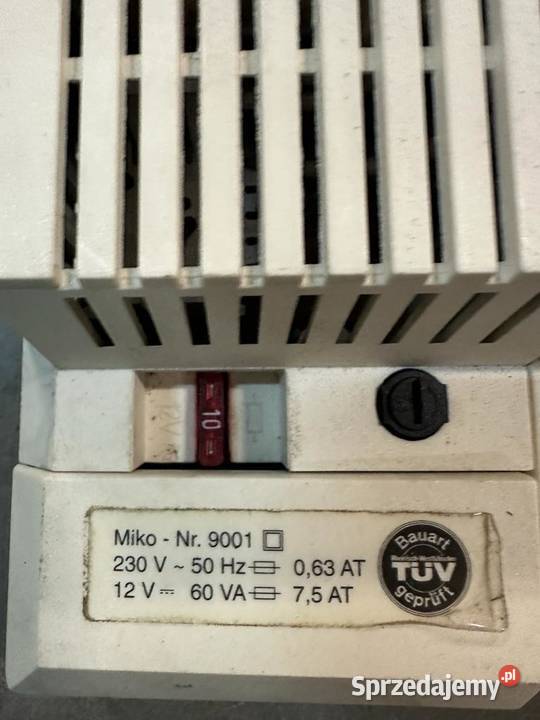 12V
10
Miko - Nr. 9001
230 V ~ 50 Hz 0,63 AT
12 V ⎓ 60 VA 7,5 AT
Bauart
TÜV
geprüft
Sprzedajemy.pl